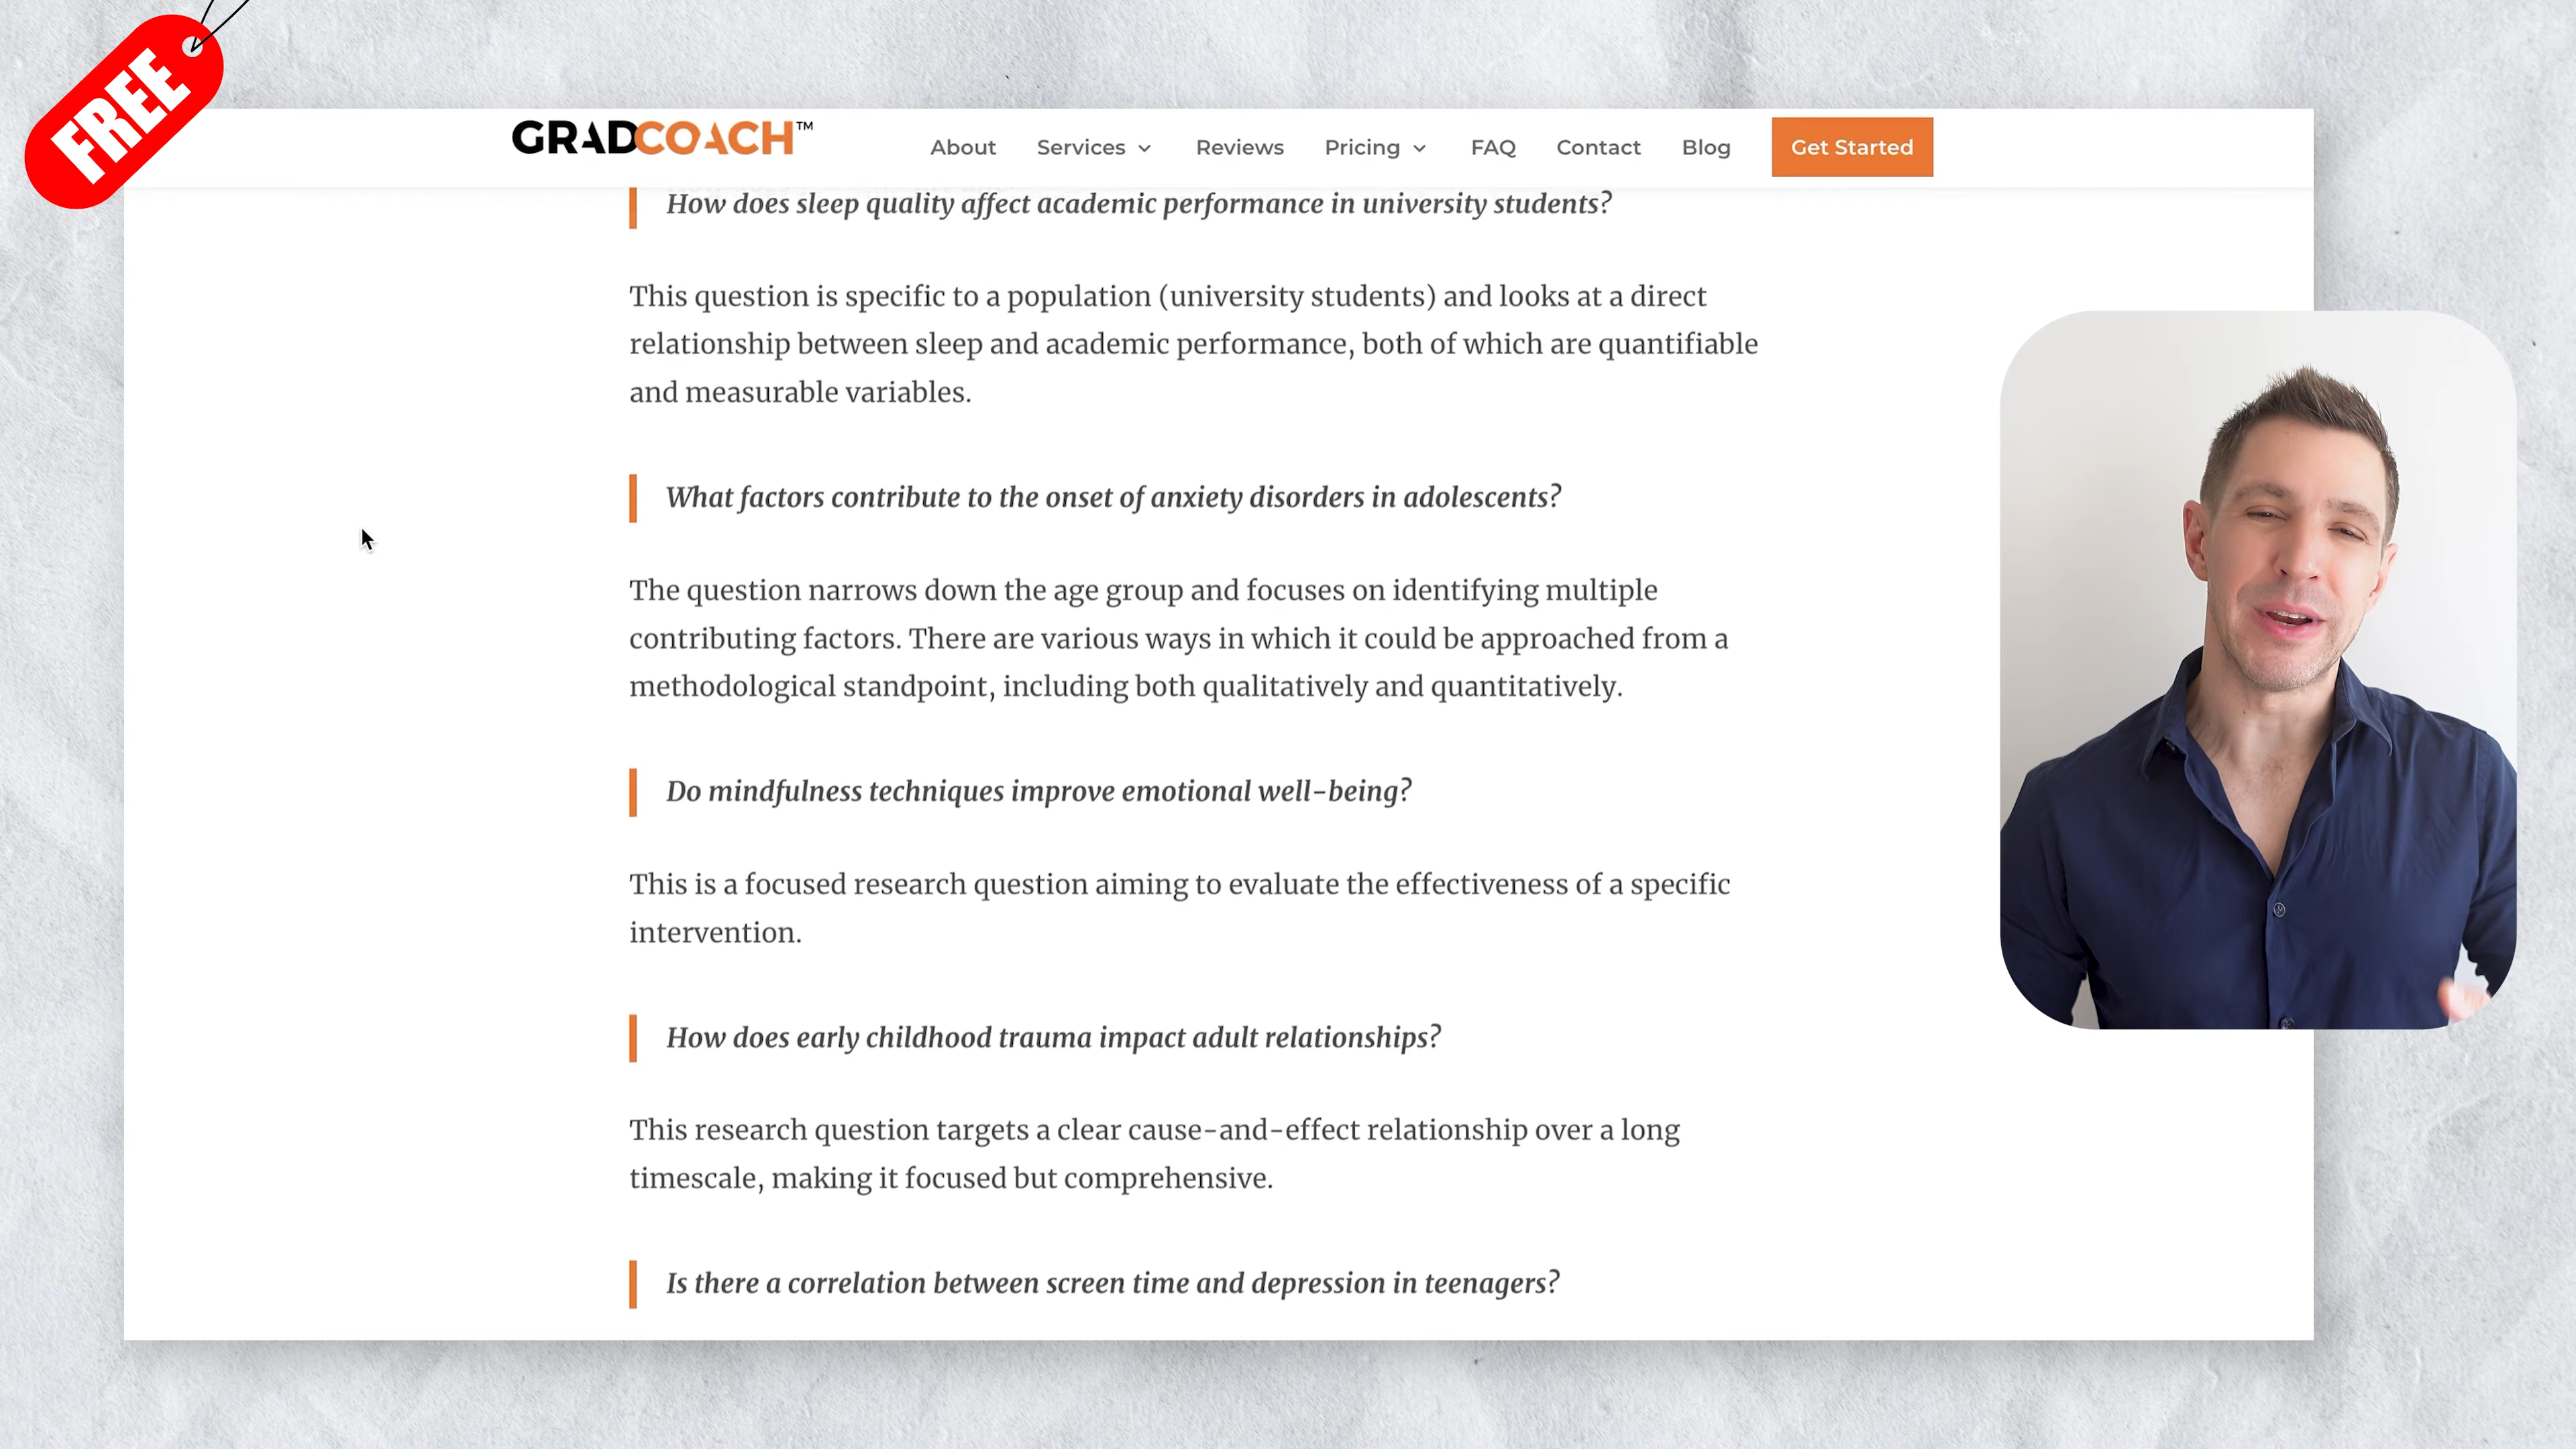 FREE
GRADCOACH™
About Services Reviews Pricing FAQ Contact Blog Get Started
How does sleep quality affect academic performance in university students?
This question is specific to a population (university students) and looks at a direct
relationship between sleep and academic performance, both of which are quantifiable
and measurable variables.
What factors contribute to the onset of anxiety disorders in adolescents?
The question narrows down the age group and focuses on identifying multiple
contributing factors. There are various ways in which it could be approached from a
methodological standpoint, including both qualitatively and quantitatively.
Do mindfulness techniques improve emotional well-being?
This is a focused research question aiming to evaluate the effectiveness of a specific
intervention.
How does early childhood trauma impact adult relationships?
This research question targets a clear cause-and-effect relationship over a long
timescale, making it focused but comprehensive.
Is there a correlation between screen time and depression in teenagers?